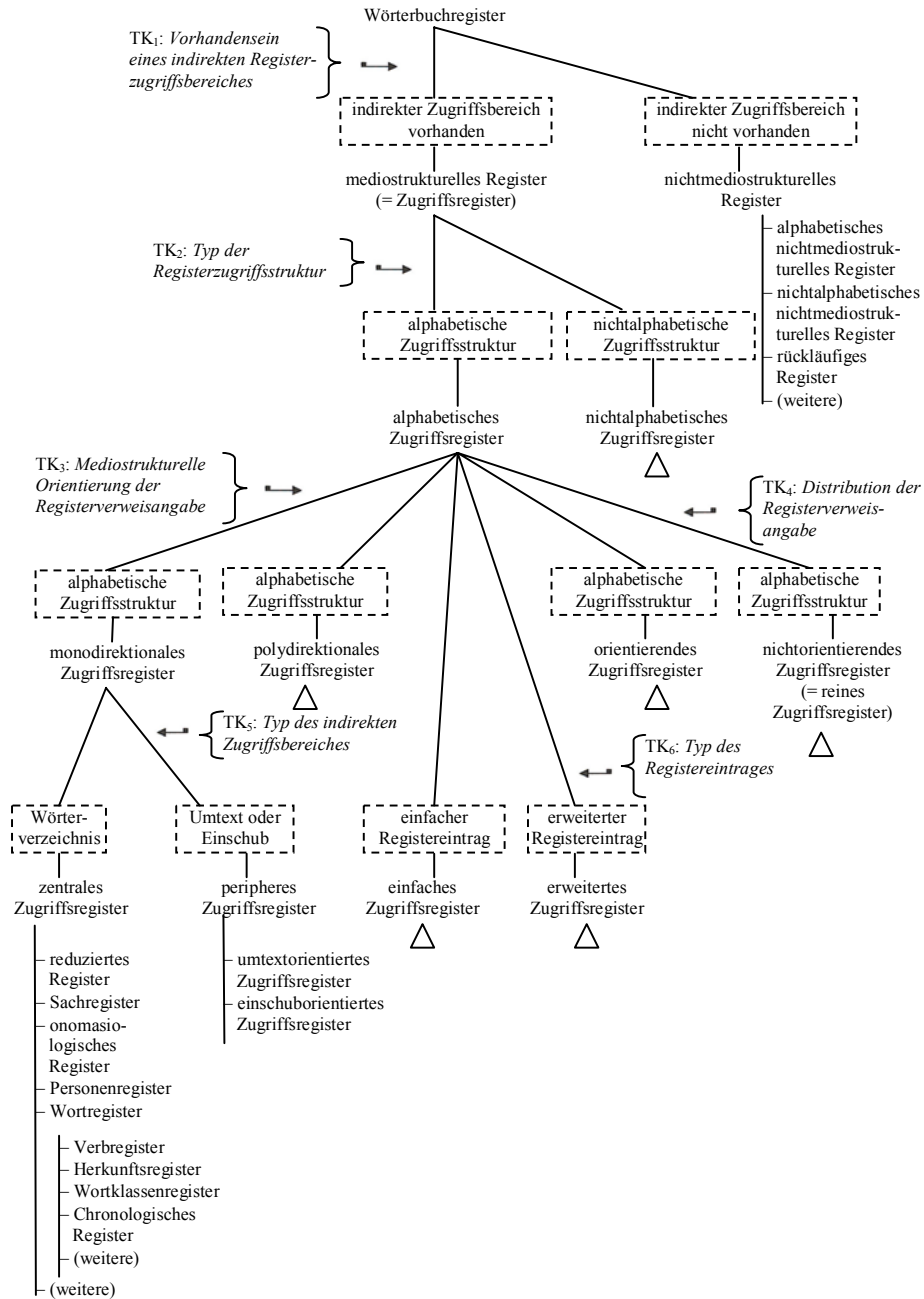 Wörterbuchregister
TK1: Vorhandensein
eines indirekten Register-
zugriffsbereiches
indirekter Zugriffsbereich
vorhanden
indirekter Zugriffsbereich
nicht vorhanden
mediostrukturelles Register
(= Zugriffsregister)
nichtmediostrukturelles
Register
alphabetisches
nichtmediostruk-
turelles Register
nichtalphabetisches
nichtmediostruk-
turelles Register
rückläufiges
Register
(weitere)
TK2: Typ der
Registerzugriffsstruktur
alphabetische
Zugriffsstruktur
nichtalphabetische
Zugriffsstruktur
alphabetisches
Zugriffsregister
nichtalphabetisches
Zugriffsregister
TK3: Mediostrukturelle
Orientierung der
Registerverweisangabe
TK4: Distribution der
Registerverweis-
angabe
alphabetische
Zugriffsstruktur
alphabetische
Zugriffsstruktur
alphabetische
Zugriffsstruktur
alphabetische
Zugriffsstruktur
monodirektionales
Zugriffsregister
polydirektionales
Zugriffsregister
orientierendes
Zugriffsregister
nichtorientierendes
Zugriffsregister
(= reines
Zugriffsregister)
TK5: Typ des indirekten
Zugriffsbereiches
TK6: Typ des
Registereintrages
Wörter-
verzeichnis
Umtext oder
Einschub
einfacher
Registereintrag
erweiterter
Registereintrag
zentrales
Zugriffsregister
peripheres
Zugriffsregister
einfaches
Zugriffsregister
erweitertes
Zugriffsregister
reduziertes
Register
Sachregister
onomasio-
logisches
Register
Personenregister
Wortregister
Verbregister
Herkunftsregister
Wortklassenregister
Chronologisches
Register
(weitere)
(weitere)
umtextorientiertes
Zugriffsregister
einschuborientiertes
Zugriffsregister